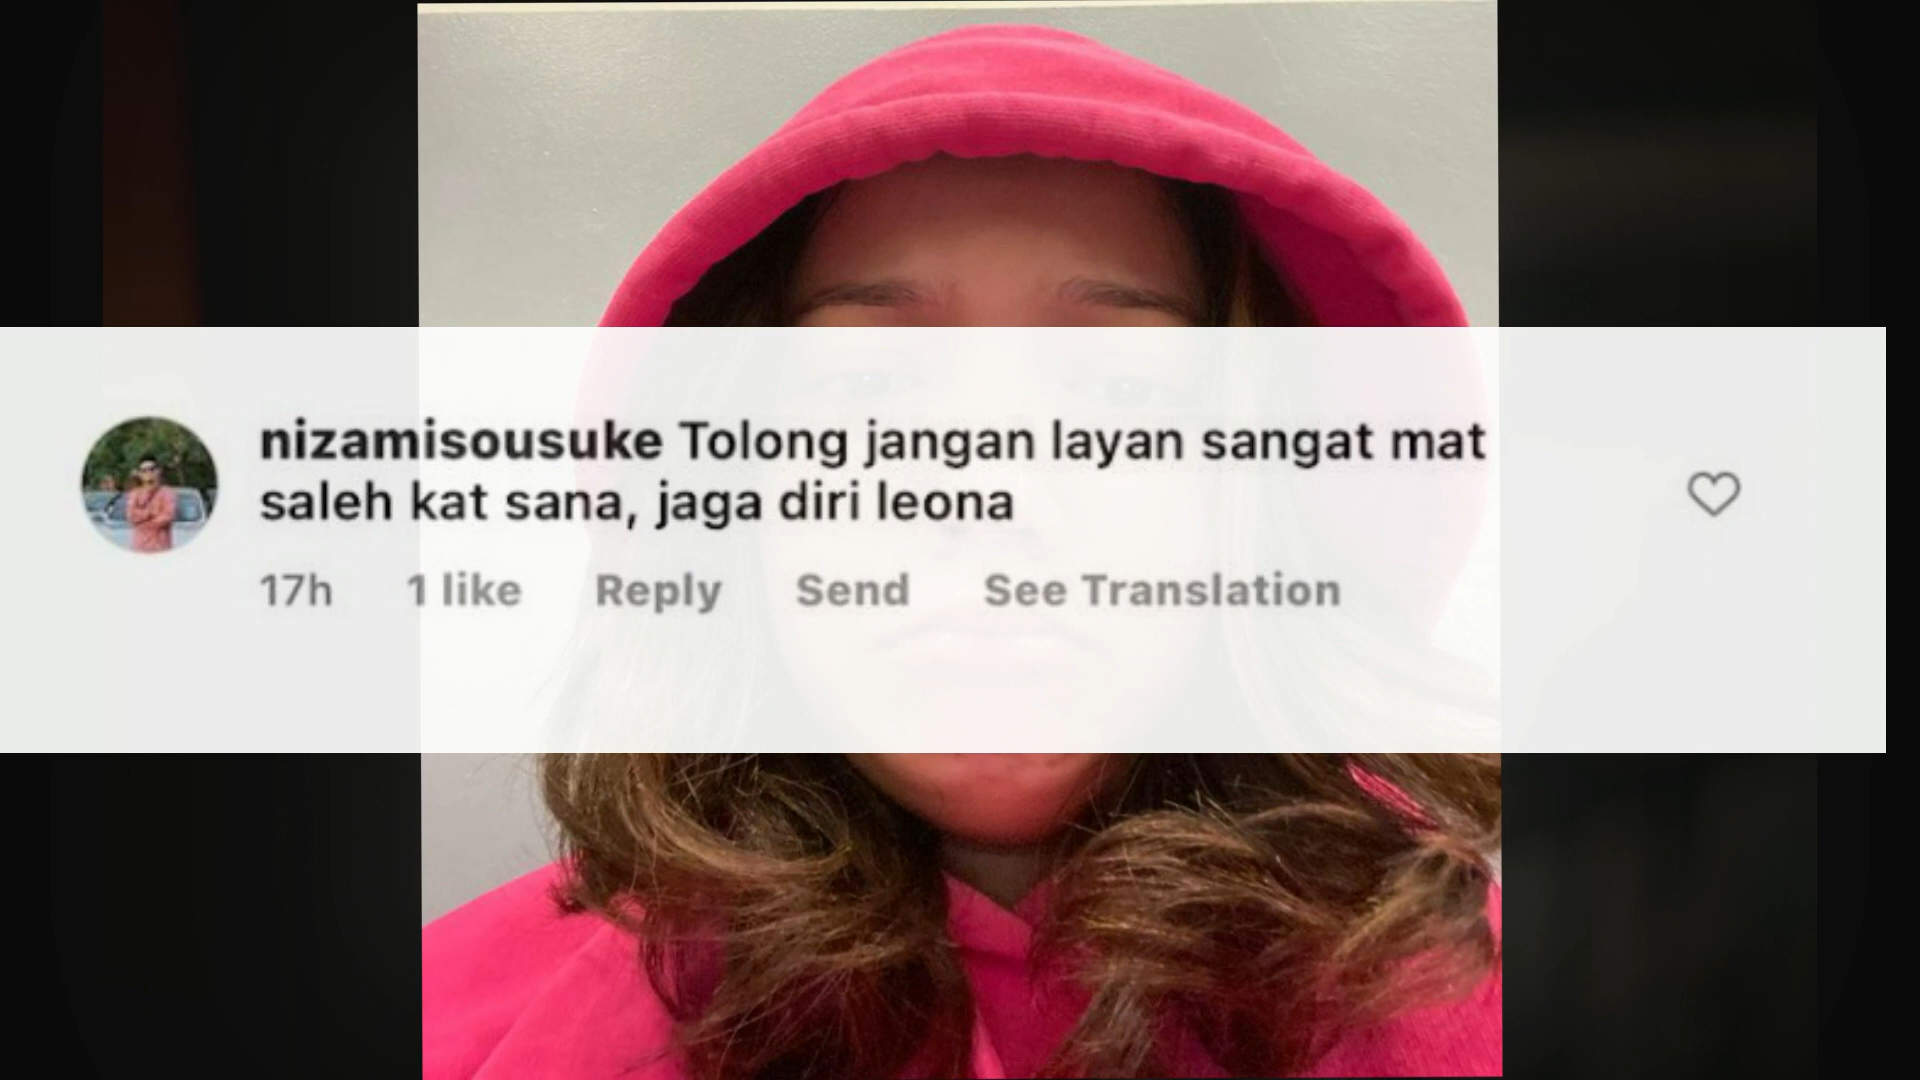 nizamisousuke Tolong jangan layan sangat mat
saleh kat sana, jaga diri leona
17h 1 like Reply Send See Translation